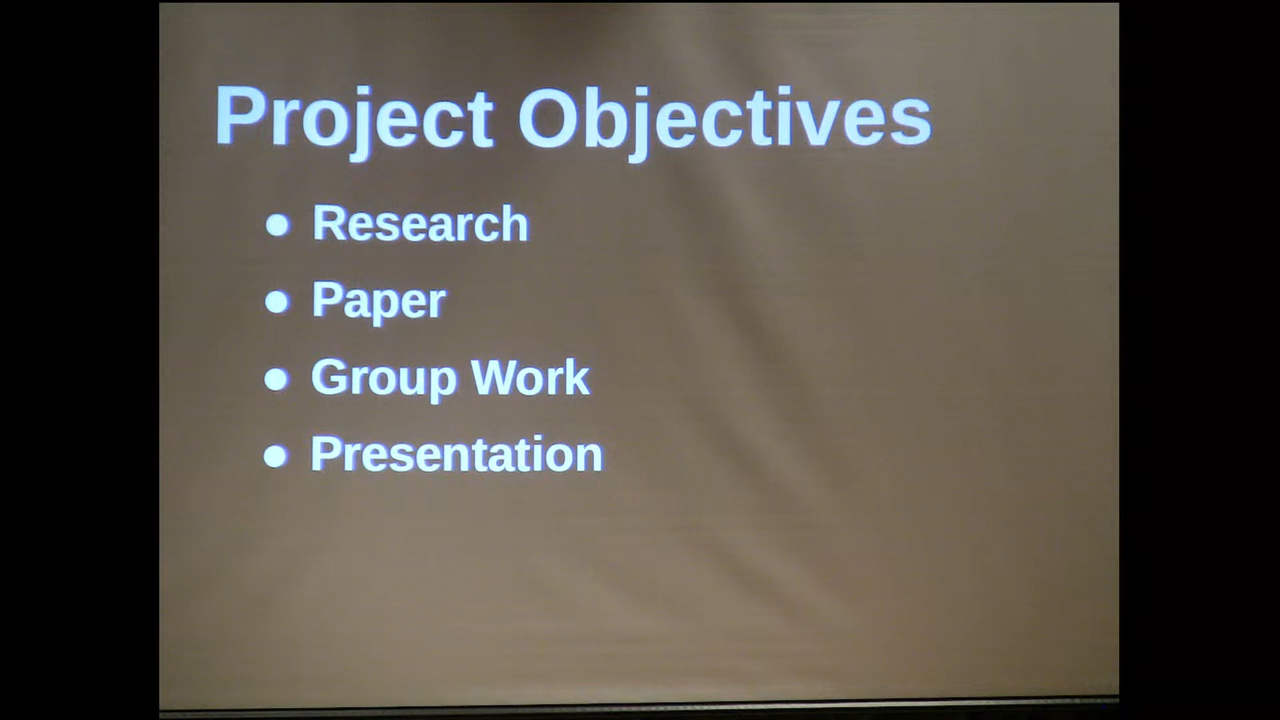 Project Objectives
● Research
● Paper
● Group Work
● Presentation